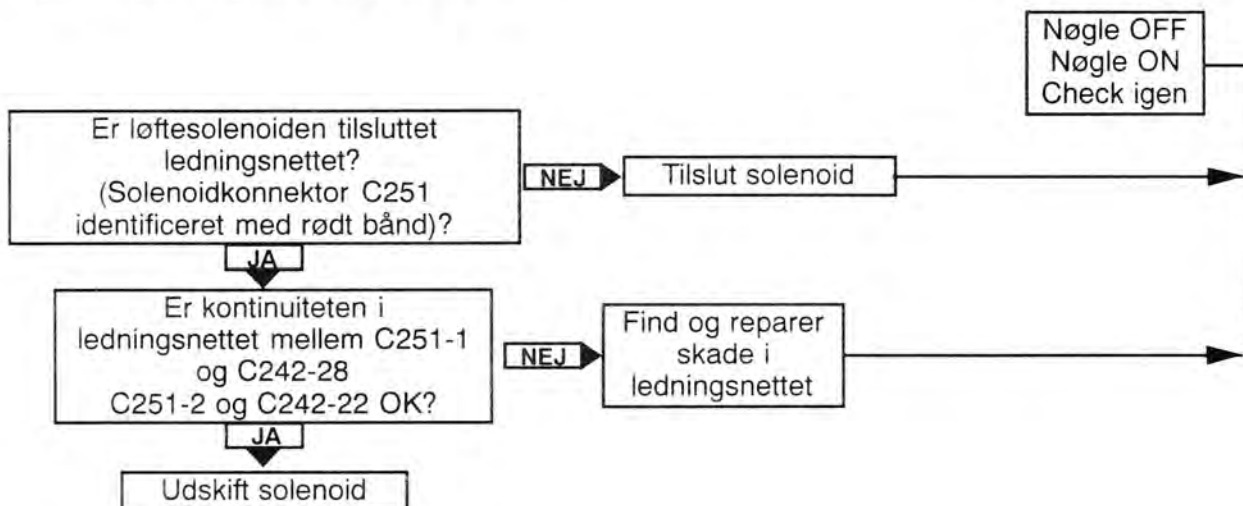 Nøgle OFF
Nøgle ON
Check igen
Er løftesolenoiden tilsluttet
ledningsnettet?
(Solenoidkonnektor C251
identificeret med rødt bånd)?
NEJ
Tilslut solenoid
JA
Er kontinuiteten i
ledningsnettet mellem C251-1
og C242-28
C251-2 og C242-22 OK?
NEJ
Find og reparer
skade i
ledningsnettet
JA
Udskift solenoid